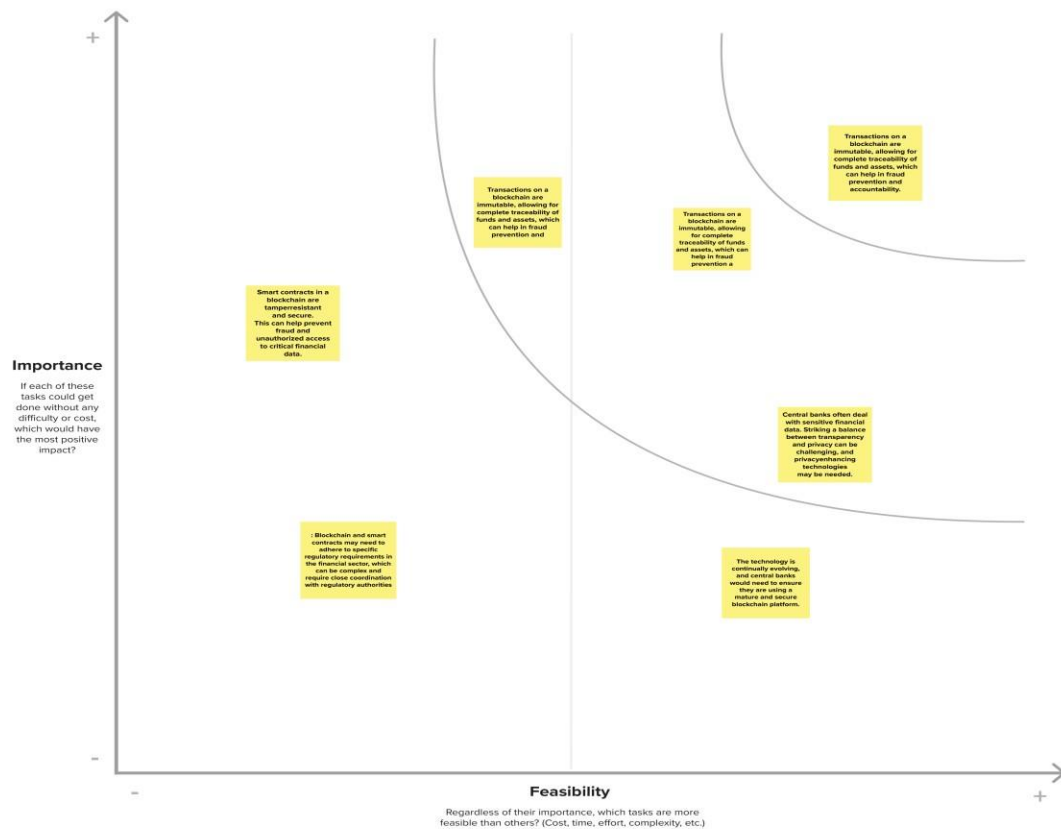 +
Transactions on a
blockchain are
immutable, allowing for
complete traceability of
funds and assets, which
can help in fraud
prevention and
accountability.
Transactions on a
blockchain are
immutable, allowing for
complete traceability of
funds and assets, which
can help in fraud
prevention and
Transactions on a
blockchain are
immutable, allowing
for complete
traceability of funds
and assets, which can
help in fraud
prevention a
Smart contracts in a
blockchain are
tamperresistant
and secure.
This can help prevent
fraud and
unauthorized access
to critical financial
data.
Importance
If each of these
tasks could get
done without any
difficulty or cost,
which would have
the most positive
impact?
Central banks often deal
with sensitive financial
data. Striking a balance
between transparency
and privacy can be
challenging, and
privacyenhancing
technologies
may be needed.
: Blockchain and smart
contracts may need to
adhere to specific
regulatory requirements in
the financial sector, which
can be complex and
require close coordination
with regulatory authorities
The technology is
continually evolving,
and central banks
would need to ensure
they are using a
mature and secure
blockchain platform.
-
-
Feasibility
+
Regardless of their importance, which tasks are more
feasible than others? (Cost, time, effort, complexity, etc.)